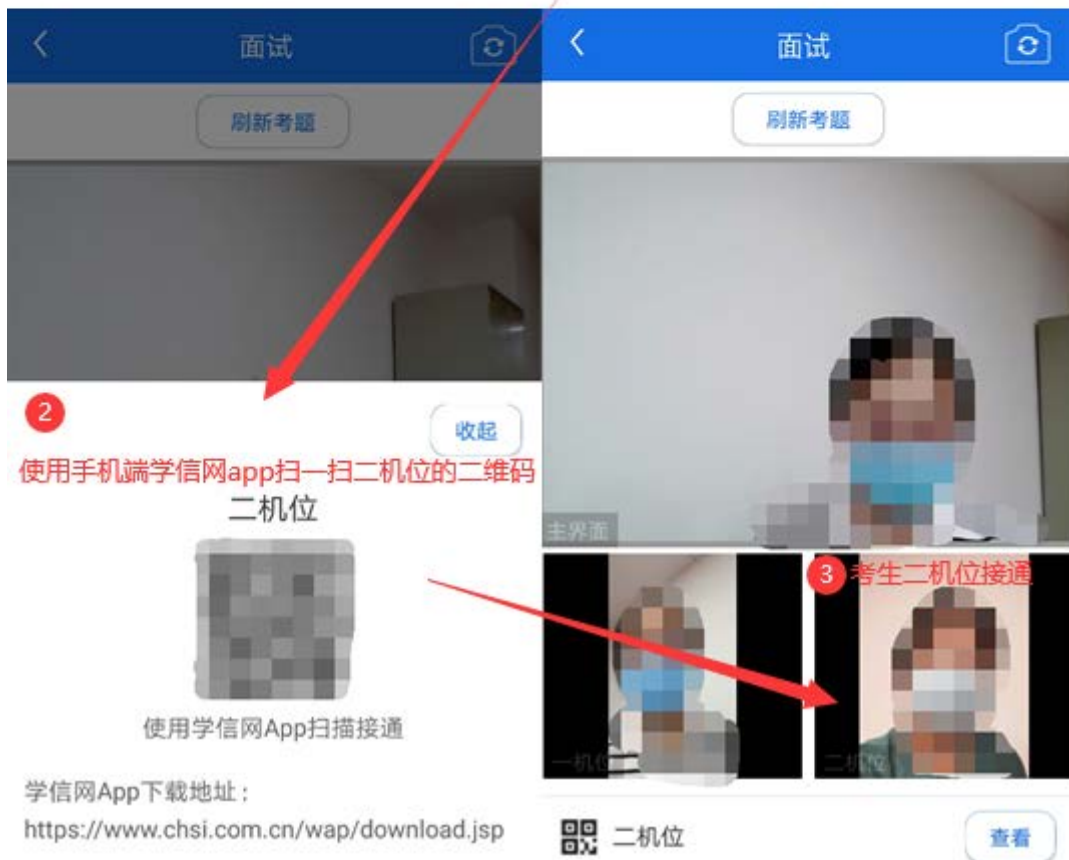 面试
刷新考题
2
收起
使用手机端学信网app扫一扫二机位的二维码
二机位
使用学信网App扫描接通
学信网App下载地址：
https://www.chsi.com.cn/wap/download.jsp
面试
刷新考题
主界面
3 考生二机位接通
一机位
二机位
二机位
查看